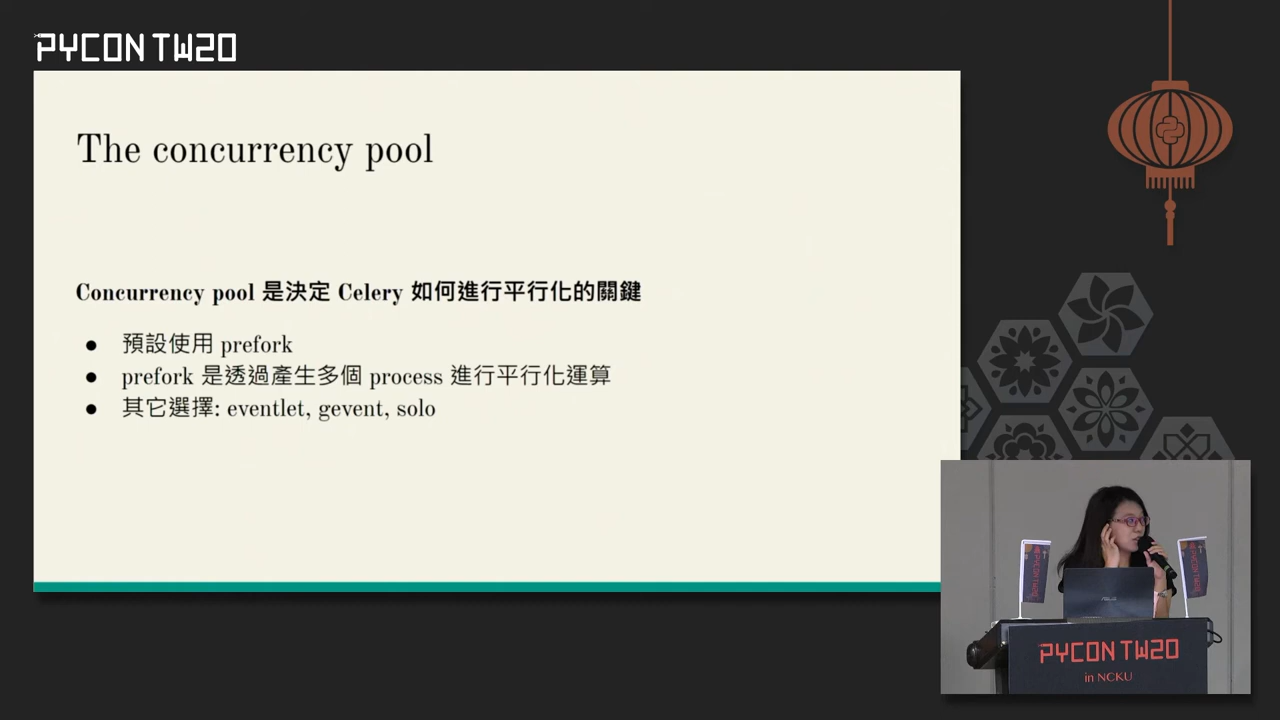 PYCON TW20
The concurrency pool
Concurrency pool 是決定 Celery 如何進行平行化的關鍵
● 預設使用 prefork
● prefork 是透過產生多個 process 進行平行化運算
● 其它選擇: eventlet, gevent, solo
ASUS
PYCON TW20
in NCKU